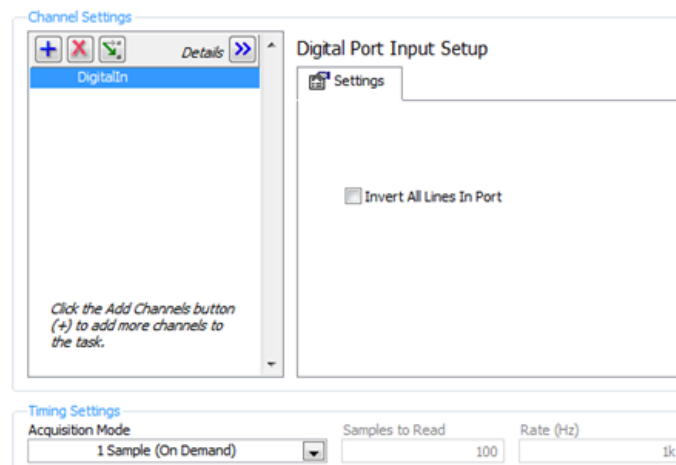 Channel Settings
Details
DigitalIn
Click the Add Channels button
(+) to add more channels to
the task.
Digital Port Input Setup
Settings
Invert All Lines In Port
Timing Settings
Acquisition Mode
Samples to Read
Rate (Hz)
1 Sample (On Demand)
100
1k